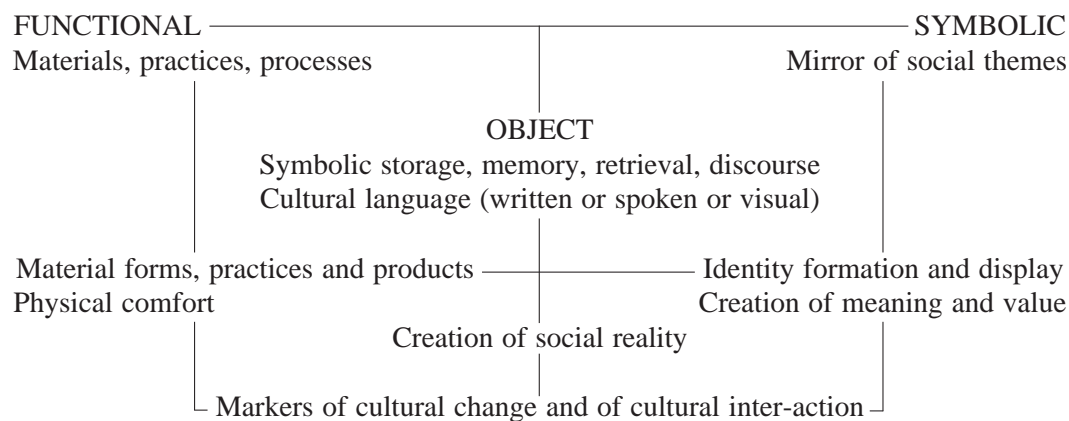 FUNCTIONAL SYMBOLIC
Materials, practices, processes Mirror of social themes
OBJECT
Symbolic storage, memory, retrieval, discourse
Cultural language (written or spoken or visual)
Material forms, practices and products Identity formation and display
Physical comfort Creation of meaning and value
Creation of social reality
Markers of cultural change and of cultural inter-action